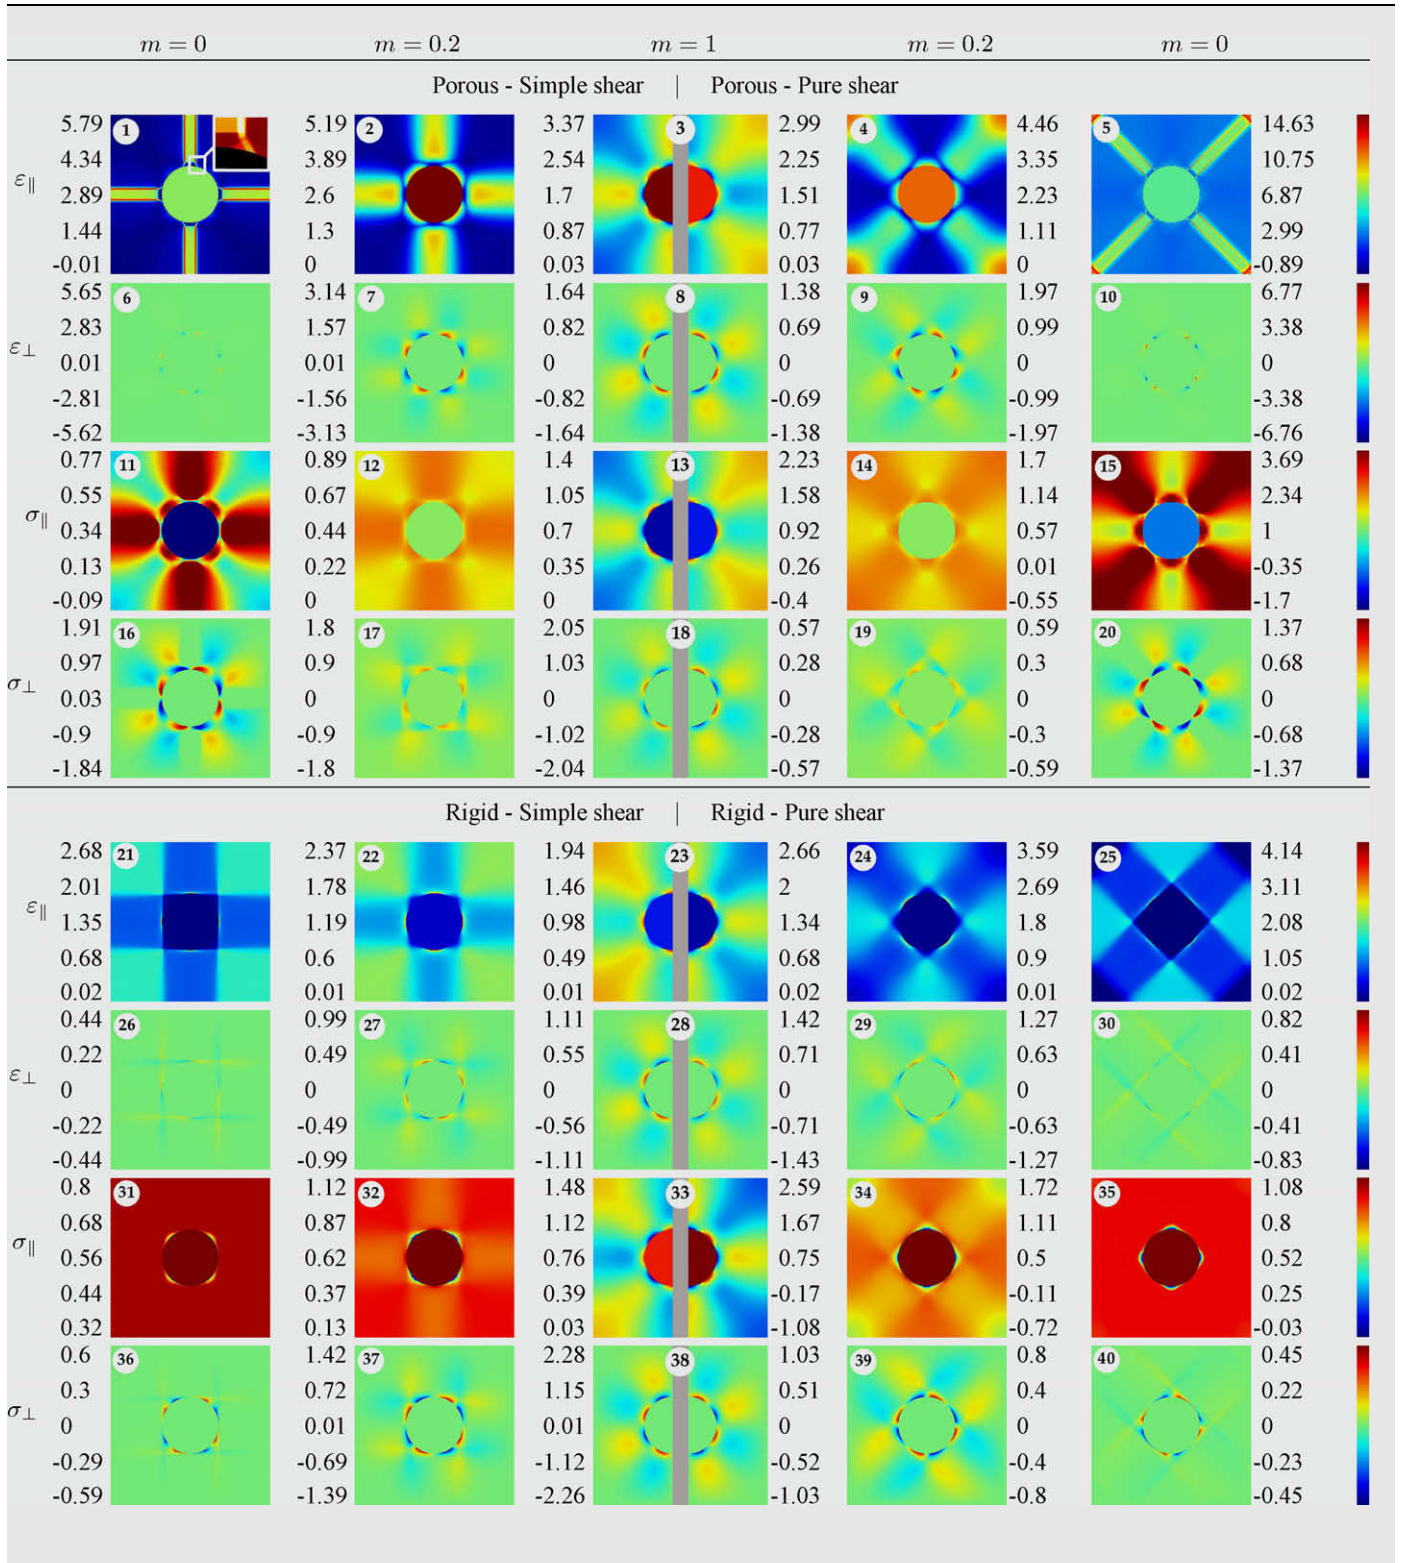 m = 0 m = 0.2 m = 1 m = 0.2 m = 0
Porous - Simple shear | Porous - Pure shear
5.79 1 5.19 2 3.37 3 2.99 4 4.46 5 14.63
4.34 3.89 2.54 2.25 3.35 10.75
ε∥ 2.89 2.6 1.7 1.51 2.23 6.87
1.44 1.3 0.87 0.77 1.11 2.99
-0.01 0 0.03 0.03 0 -0.89
5.65 6 3.14 7 1.64 8 1.38 9 1.97 10 6.77
2.83 1.57 0.82 0.69 0.99 3.38
ε⊥ 0.01 0.01 0 0 0 0
-2.81 -1.56 -0.82 -0.69 -0.99 -3.38
-5.62 -3.13 -1.64 -1.38 -1.97 -6.76
0.77 11 0.89 12 1.4 13 2.23 14 1.7 15 3.69
0.55 0.67 1.05 1.58 1.14 2.34
σ∥ 0.34 0.44 0.7 0.92 0.57 1
0.13 0.22 0.35 0.26 0.01 -0.35
-0.09 0 0 -0.4 -0.55 -1.7
1.91 16 1.8 17 2.05 18 0.57 19 0.59 20 1.37
0.97 0.9 1.03 0.28 0.3 0.68
σ⊥ 0.03 0 0 0 0 0
-0.9 -0.9 -1.02 -0.28 -0.3 -0.68
-1.84 -1.8 -2.04 -0.57 -0.59 -1.37
Rigid - Simple shear | Rigid - Pure shear
2.68 21 2.37 22 1.94 23 2.66 24 3.59 25 4.14
2.01 1.78 1.46 2 2.69 3.11
ε∥ 1.35 1.19 0.98 1.34 1.8 2.08
0.68 0.6 0.49 0.68 0.9 1.05
0.02 0.01 0.01 0.02 0.01 0.02
0.44 26 0.99 27 1.11 28 1.42 29 1.27 30 0.82
0.22 0.49 0.55 0.71 0.63 0.41
ε⊥ 0 0 0 0 0 0
-0.22 -0.49 -0.56 -0.71 -0.63 -0.41
-0.44 -0.99 -1.11 -1.43 -1.27 -0.83
0.8 31 1.12 32 1.48 33 2.59 34 1.72 35 1.08
0.68 0.87 1.12 1.67 1.11 0.8
σ∥ 0.56 0.62 0.76 0.75 0.5 0.52
0.44 0.37 0.39 -0.17 -0.11 0.25
0.32 0.13 0.03 -1.08 -0.72 -0.03
0.6 36 1.42 37 2.28 38 1.03 39 0.8 40 0.45
0.3 0.72 1.15 0.51 0.4 0.22
σ⊥ 0 0.01 0.01 0 0 0
-0.29 -0.69 -1.12 -0.52 -0.4 -0.23
-0.59 -1.39 -2.26 -1.03 -0.8 -0.45